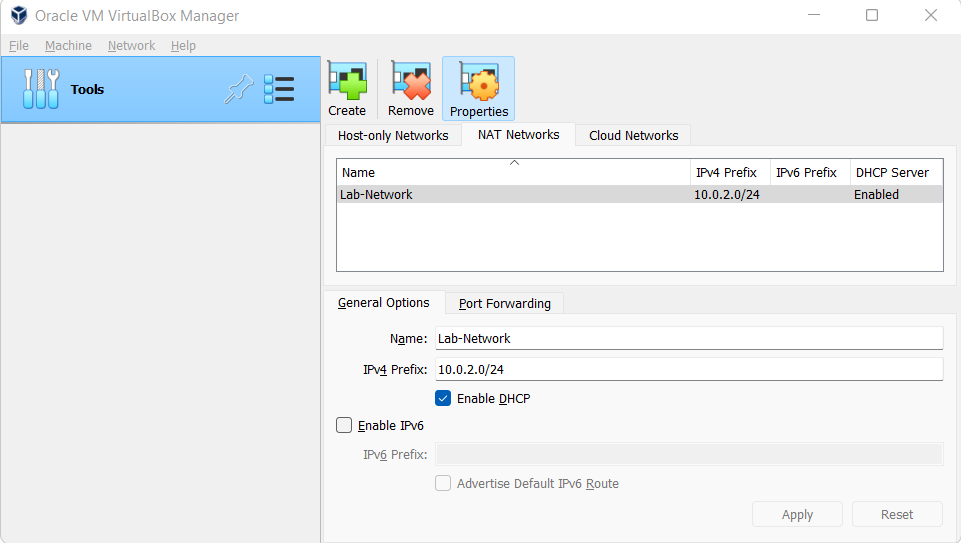 Oracle VM VirtualBox Manager
File Machine Network Help
Tools
Create Remove Properties
Host-only Networks NAT Networks Cloud Networks
Name IPv4 Prefix IPv6 Prefix DHCP Server
Lab-Network 10.0.2.0/24 Enabled
General Options Port Forwarding
Name: Lab-Network
IPv4 Prefix: 10.0.2.0/24
Enable DHCP
Enable IPv6
IPv6 Prefix:
Advertise Default IPv6 Route
Apply Reset